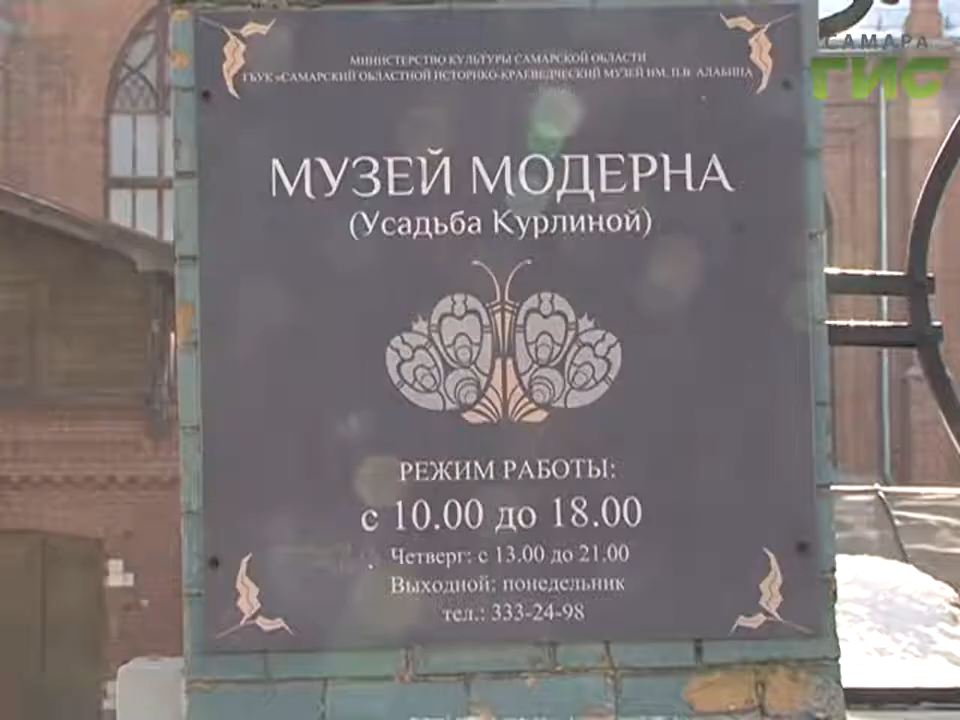 САМАРА
ГИС
МИНИСТЕРСТВО КУЛЬТУРЫ САМАРСКОЙ ОБЛАСТИ
ГБУК «САМАРСКИЙ ОБЛАСТНОЙ ИСТОРИКО-КРАЕВЕДЧЕСКИЙ МУЗЕЙ ИМ. П.В. АЛАБИНА
МУЗЕЙ МОДЕРНА
(Усадьба Курлиной)
РЕЖИМ РАБОТЫ:
с 10.00 до 18.00
Четверг: с 13.00 до 21.00
Выходной: понедельник
тел.: 333-24-98